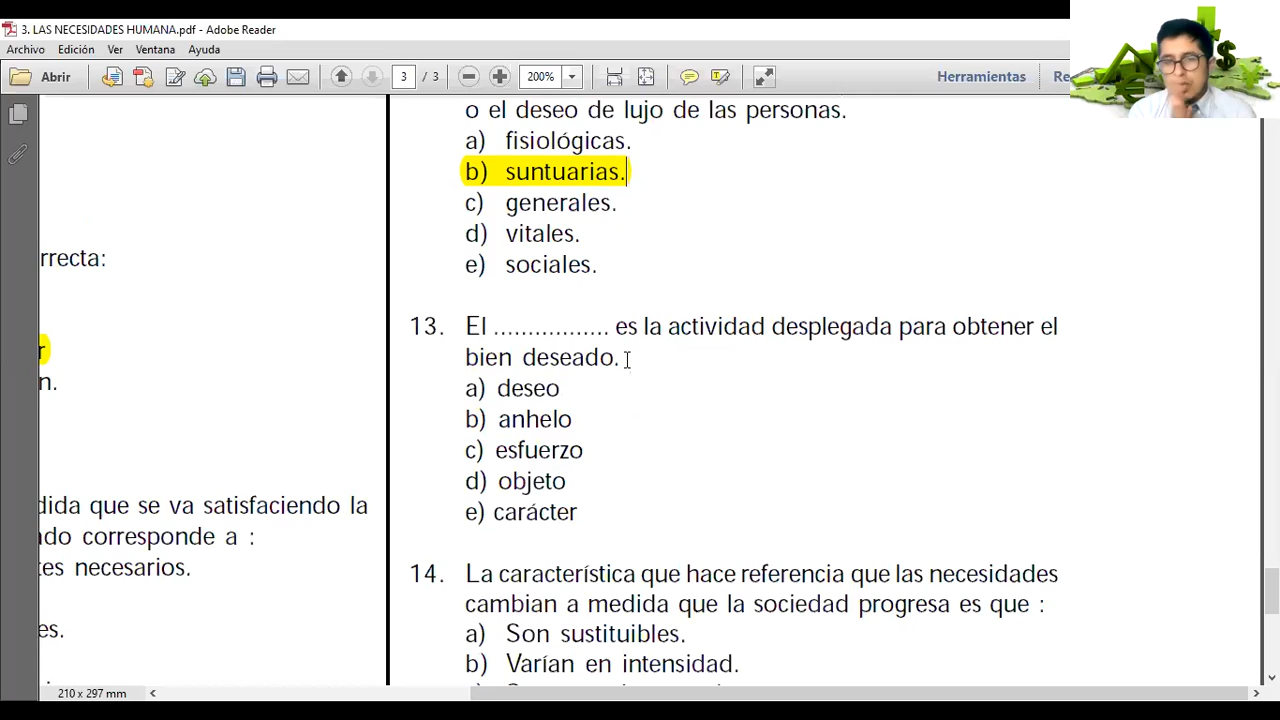 3. LAS NECESIDADES HUMANA.pdf - Adobe Reader
Archivo Edición Ver Ventana Ayuda
Abrir 3 / 3 200% Herramientas Re
o el deseo de lujo de las personas.
a) fisiológicas.
b) suntuarias.
c) generales.
d) vitales.
e) sociales.
rrecta:
r
n.
dida que se va satisfaciendo la
ado corresponde a :
tes necesarios.
es.
13. El ................. es la actividad desplegada para obtener el
bien deseado.
a) deseo
b) anhelo
c) esfuerzo
d) objeto
e) carácter
14. La característica que hace referencia que las necesidades
cambian a medida que la sociedad progresa es que :
a) Son sustituibles.
b) Varían en intensidad.
210 x 297 mm